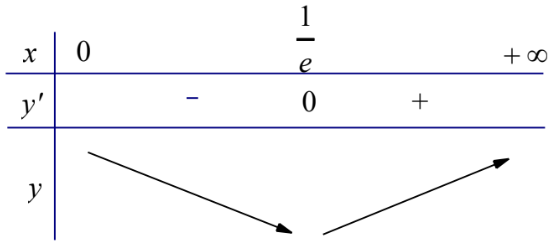 x 0 1/e +∞
y′ − 0 +
y